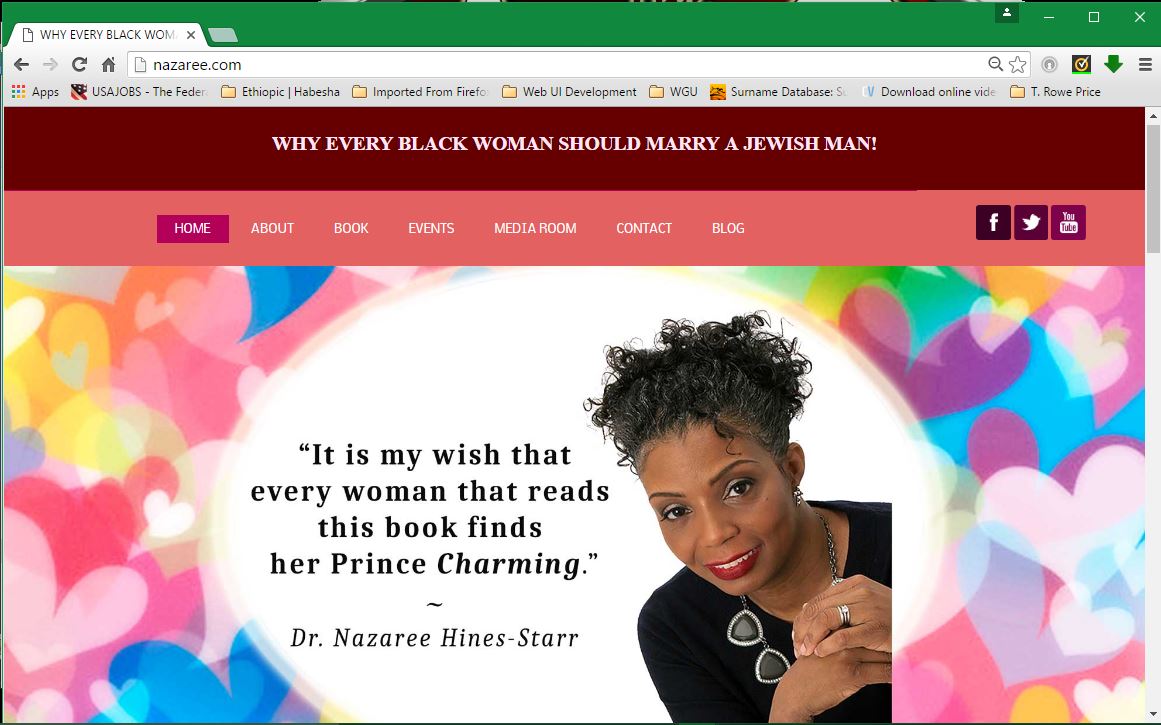 WHY EVERY BLACK WOM
nazaree.com
Apps
USAJOBS - The Feder
Ethiopic | Habesha
Imported From Firefo
Web UI Development
WGU
Surname Database: S
Download online vide
T. Rowe Price
WHY EVERY BLACK WOMAN SHOULD MARRY A JEWISH MAN!
HOME ABOUT BOOK EVENTS MEDIA ROOM CONTACT BLOG
f
You
Tube
“It is my wish that
every woman that reads
this book finds
her Prince Charming.”
~
Dr. Nazaree Hines-Starr